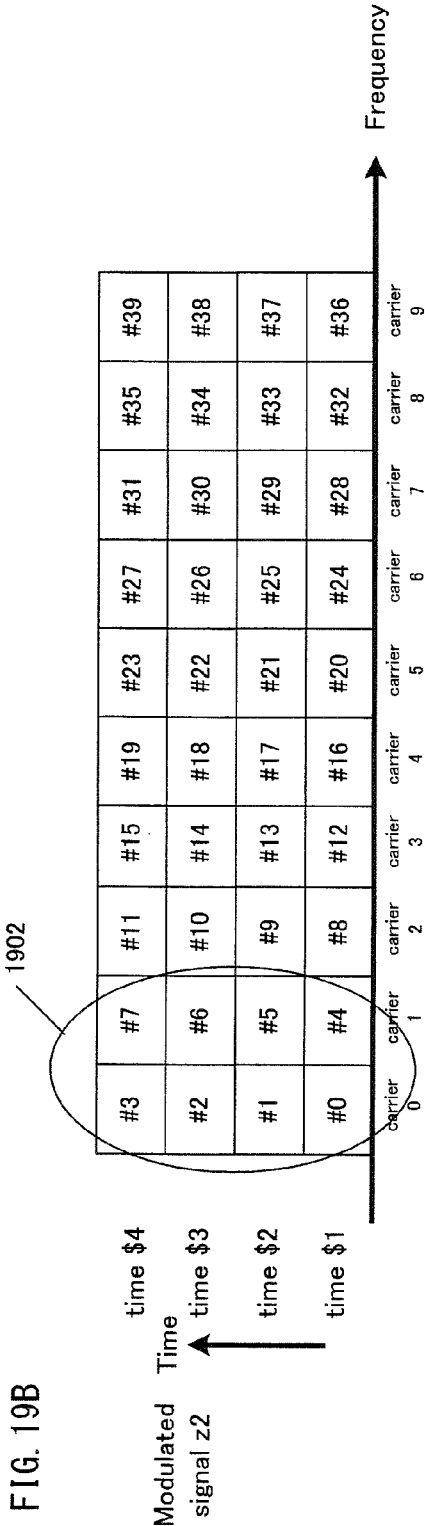 FIG. 19B
1902
Modulated
signal z2
Time
time $4
#3 #7 #11 #15 #19 #23 #27 #31 #35 #39
time $3
#2 #6 #10 #14 #18 #22 #26 #30 #34 #38
time $2
#1 #5 #9 #13 #17 #21 #25 #29 #33 #37
time $1
#0 #4 #8 #12 #16 #20 #24 #28 #32 #36
carrier carrier carrier carrier carrier carrier carrier carrier carrier carrier
0 1 2 3 4 5 6 7 8 9
Frequency